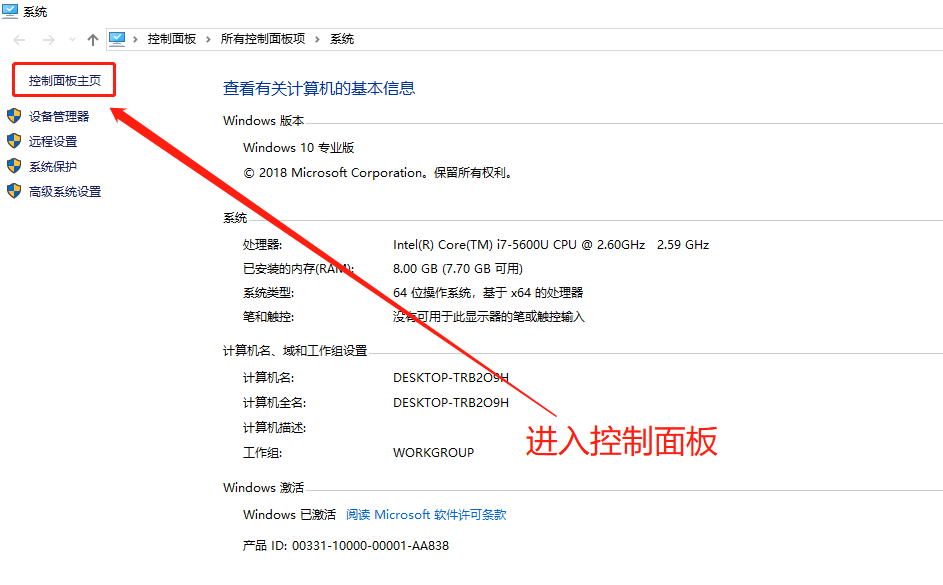 系统
控制面板 › 所有控制面板项 › 系统
控制面板主页
设备管理器
远程设置
系统保护
高级系统设置
查看有关计算机的基本信息
Windows 版本
Windows 10 专业版
© 2018 Microsoft Corporation。保留所有权利。
系统
处理器: Intel(R) Core(TM) i7-5600U CPU @ 2.60GHz 2.59 GHz
已安装的内存(RAM): 8.00 GB (7.70 GB 可用)
系统类型: 64 位操作系统，基于 x64 的处理器
笔和触控: 没有可用于此显示器的笔或触控输入
计算机名、域和工作组设置
计算机名: DESKTOP-TRB2O9H
计算机全名: DESKTOP-TRB2O9H
计算机描述:
工作组: WORKGROUP
进入控制面板
Windows 激活
Windows 已激活 阅读 Microsoft 软件许可条款
产品 ID: 00331-10000-00001-AA838